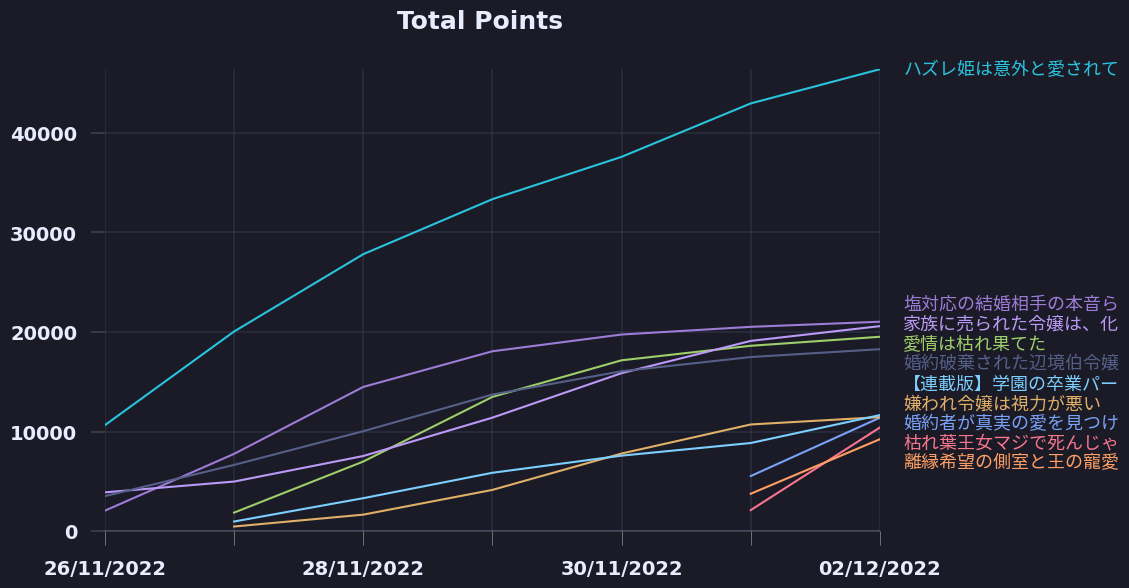 Total Points
ハズレ姫は意外と愛されて
40000
30000
塩対応の結婚相手の本音ら
家族に売られた令嬢は、化
20000
愛情は枯れ果てた
婚約破棄された辺境伯令嬢
【連載版】学園の卒業パー
嫌われ令嬢は視力が悪い
婚約者が真実の愛を見つけ
10000
枯れ葉王女マジで死んじゃ
離縁希望の側室と王の寵愛
0
26/11/2022 28/11/2022 30/11/2022 02/12/2022